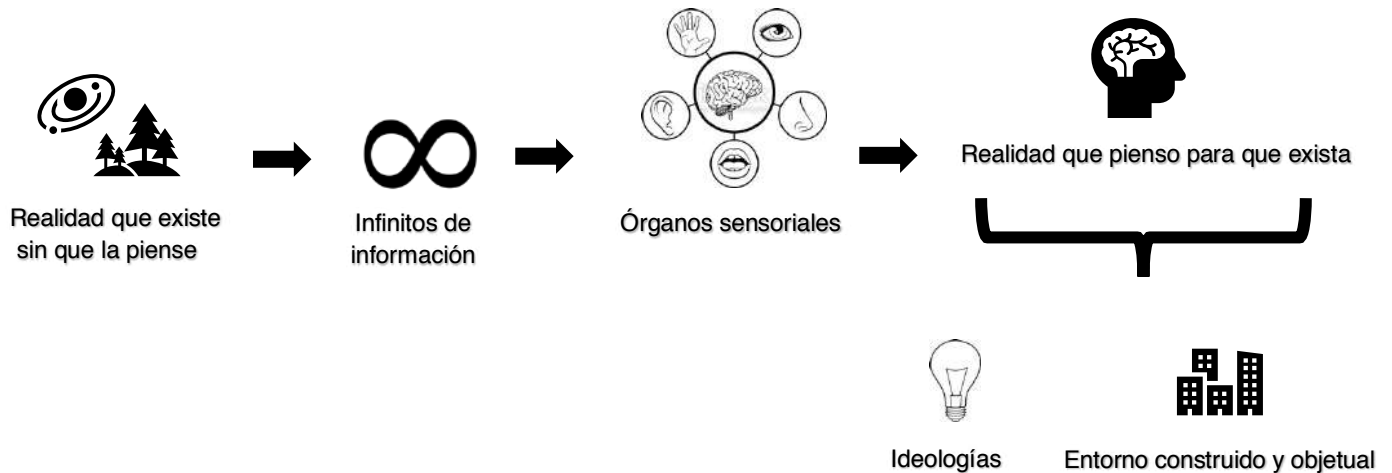 Realidad que existe
sin que la piense
Infinitos de
información
Órganos sensoriales
Realidad que pienso para que exista
Ideologías
Entorno construido y objetual